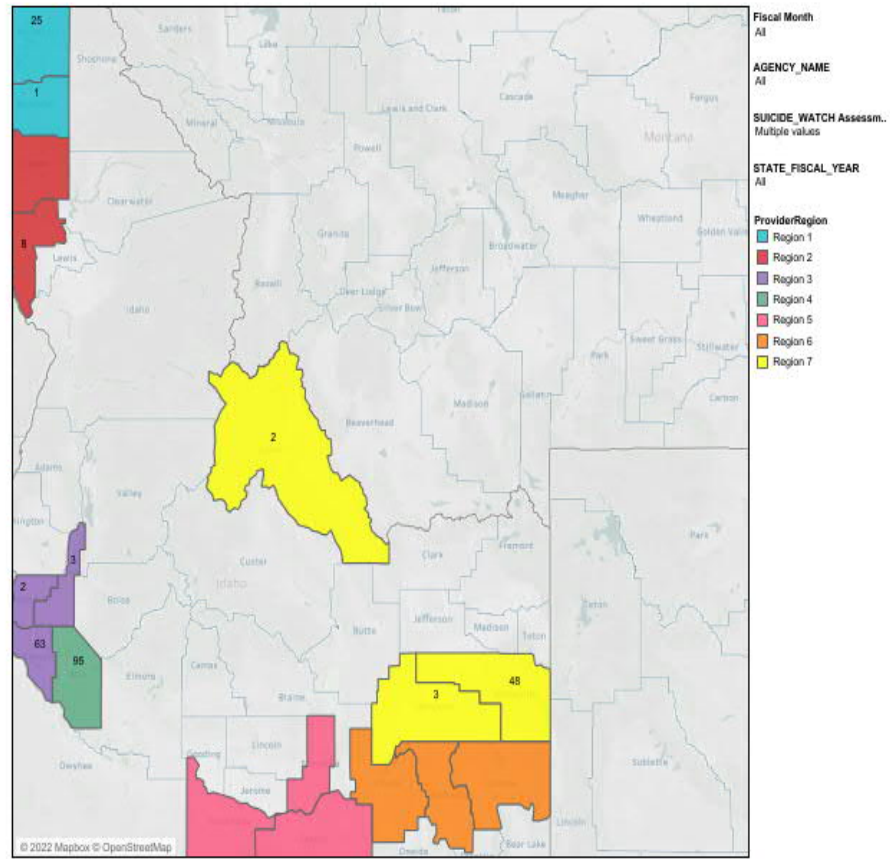 25
Sanders
Lake
Fiscal Month
All
Shoshone
AGENCY_NAME
All
Cascade
Fergus
1
Lewis and Clark
SUICIDE_WATCH Assessm..
Multiple values
Mineral
Missoula
Montana
Powell
STATE_FISCAL_YEAR
All
Clearwater
Meagher
Wheatland
ProviderRegion
Granite
Golden Valley
Region 1
8
Broadwater
Region 2
Lewis
Jefferson
Region 3
Ravalli
Deer Lodge
Region 4
Idaho
Silver Bow
Region 5
Sweet Grass
Region 6
Stillwater
Park
Region 7
Gallatin
Carbon
Madison
Beaverhead
2
Adams
Valley
Park
Clark
Fremont
3
Custer
Idaho
2
Boise
Teton
Jefferson
Madison
Butte
Teton
63
95
Camas
Elmore
48
3
Blaine
Lincoln
Gooding
Owyhee
Sublette
Jerome
Lincoln
Bear Lake
Oneida
© 2022 Mapbox © OpenStreetMap